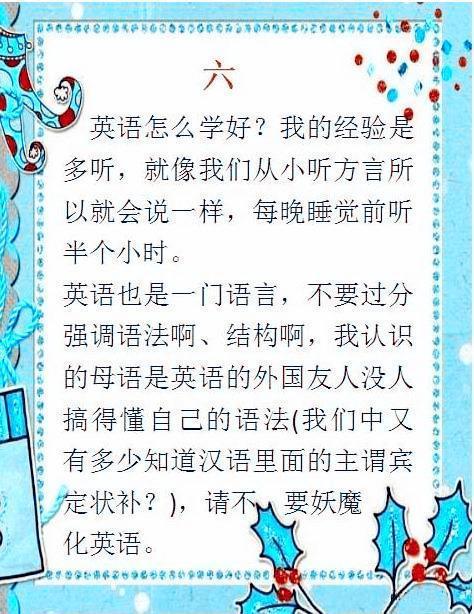 六
英语怎么学好？我的经验是
多听，就像我们从小听方言所
以就会说一样，每晚睡觉前听
半个小时。
英语也是一门语言，不要过分
强调语法啊、结构啊，我认识
的母语是英语的外国友人没人
搞得懂自己的语法(我们中又
有多少知道汉语里面的主谓宾
定状补？)，请不、要妖魔
化英语。